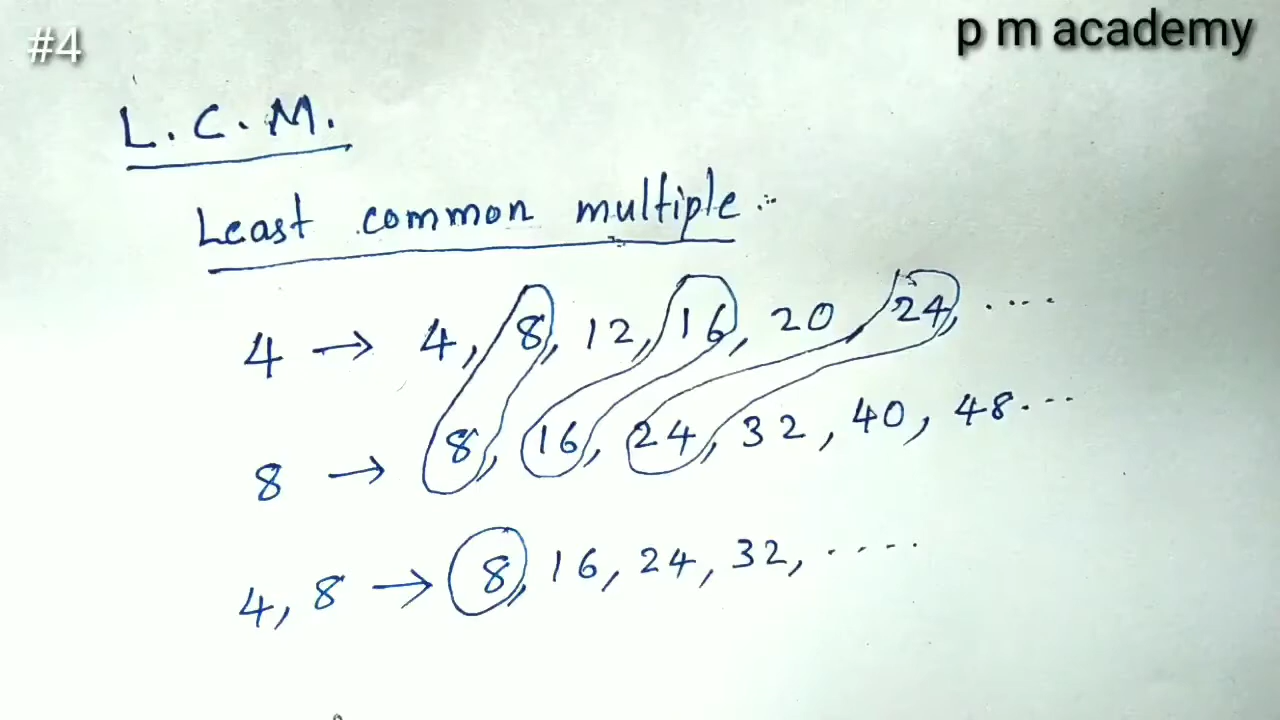 #4
p m academy
L.C.M.
Least common multiple :-
4 → 4, 8, 12, 16, 20, 24, ....
8 → 8, 16, 24, 32, 40, 48...
4, 8 → 8, 16, 24, 32, .....